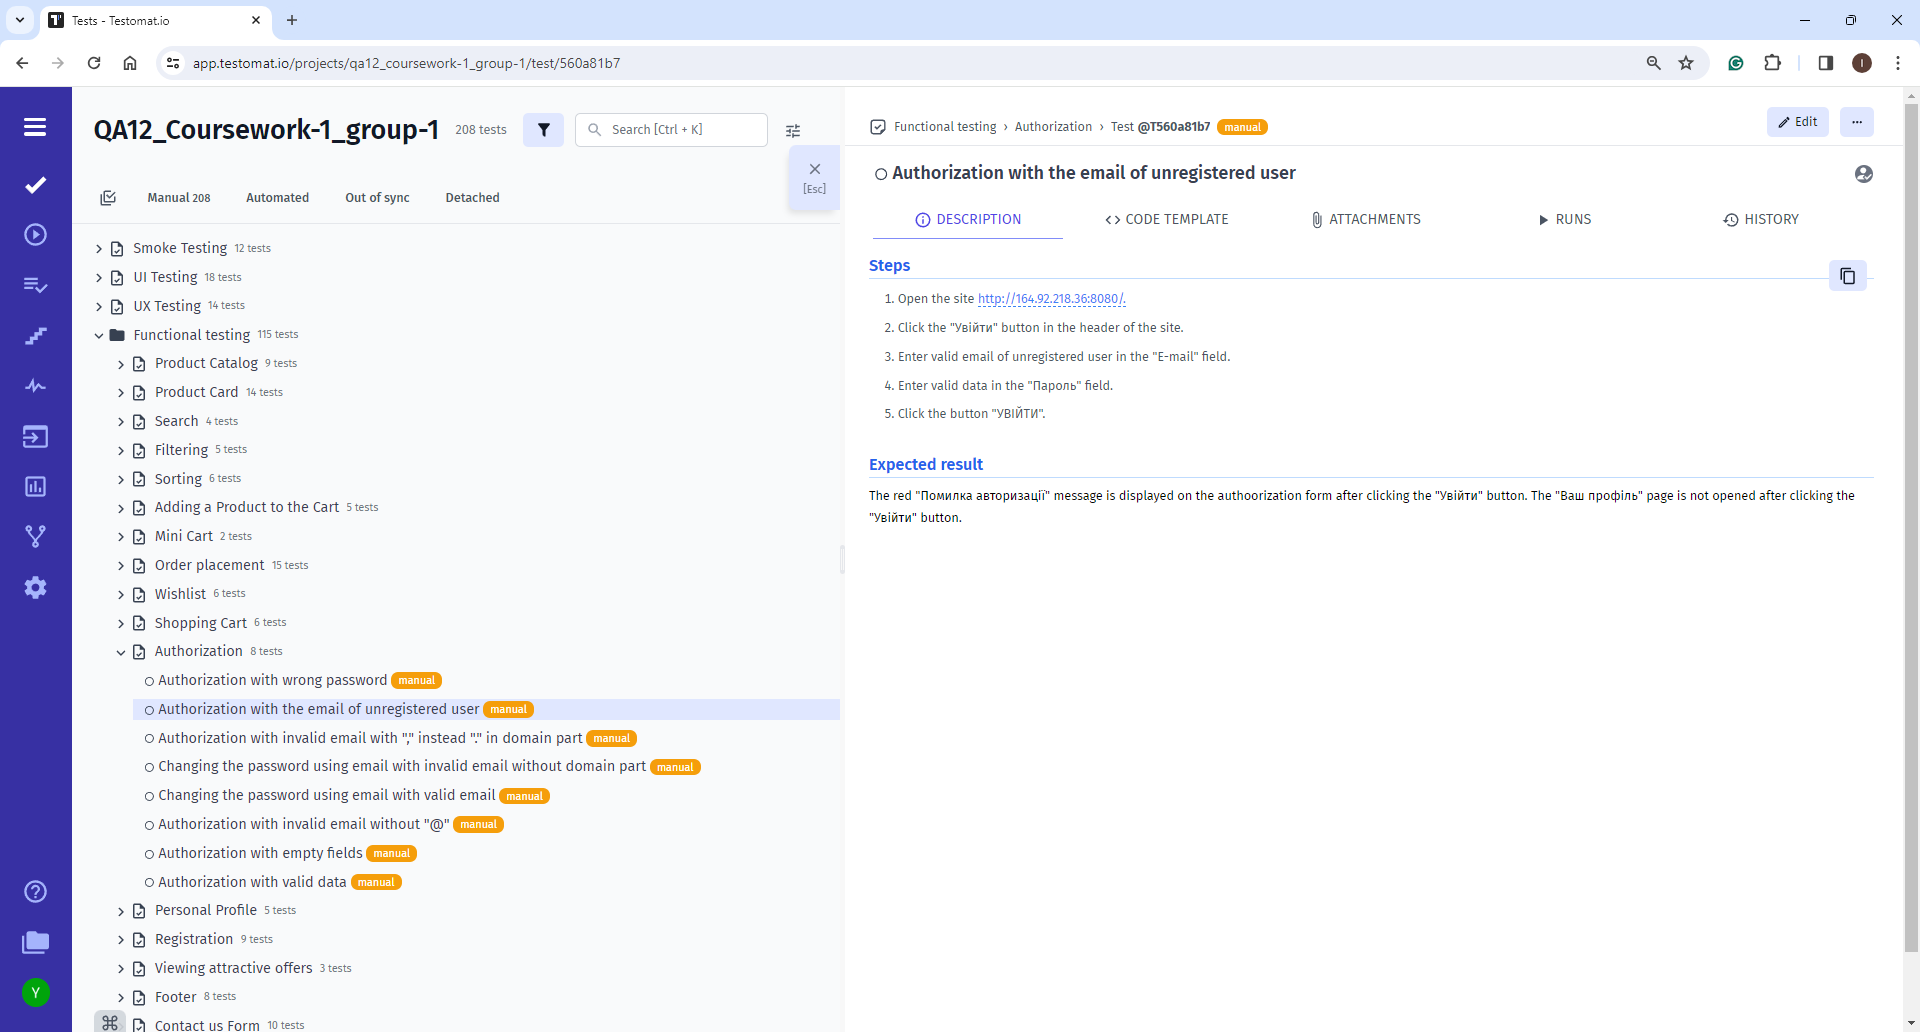 Tests - Testomat.io
app.testomat.io/projects/qa12_coursework-1_group-1/test/560a81b7
I
QA12_Coursework-1_group-1 208 tests
Search [Ctrl + K]
[Esc]
Manual 208 Automated Out of sync Detached
Smoke Testing 12 tests
UI Testing 18 tests
UX Testing 14 tests
Functional testing 115 tests
Product Catalog 9 tests
Product Card 14 tests
Search 4 tests
Filtering 5 tests
Sorting 6 tests
Adding a Product to the Cart 5 tests
Mini Cart 2 tests
Order placement 15 tests
Wishlist 6 tests
Shopping Cart 6 tests
Authorization 8 tests
Authorization with wrong password manual
Authorization with the email of unregistered user manual
Authorization with invalid email with "," instead "." in domain part manual
Changing the password using email with invalid email without domain part manual
Changing the password using email with valid email manual
Authorization with invalid email without "@" manual
Authorization with empty fields manual
Authorization with valid data manual
Personal Profile 5 tests
Registration 9 tests
Viewing attractive offers 3 tests
Footer 8 tests
Contact us Form 10 tests
Y
Functional testing › Authorization › Test @T560a81b7 manual
Edit
Authorization with the email of unregistered user
DESCRIPTION CODE TEMPLATE ATTACHMENTS RUNS HISTORY
Steps
1. Open the site http://164.92.218.36:8080/.
2. Click the "Увійти" button in the header of the site.
3. Enter valid email of unregistered user in the "E-mail" field.
4. Enter valid data in the "Пароль" field.
5. Click the button "УВІЙТИ".
Expected result
The red "Помилка авторизації" message is displayed on the authoorization form after clicking the "Увійти" button. The "Ваш профіль" page is not opened after clicking the
"Увійти" button.